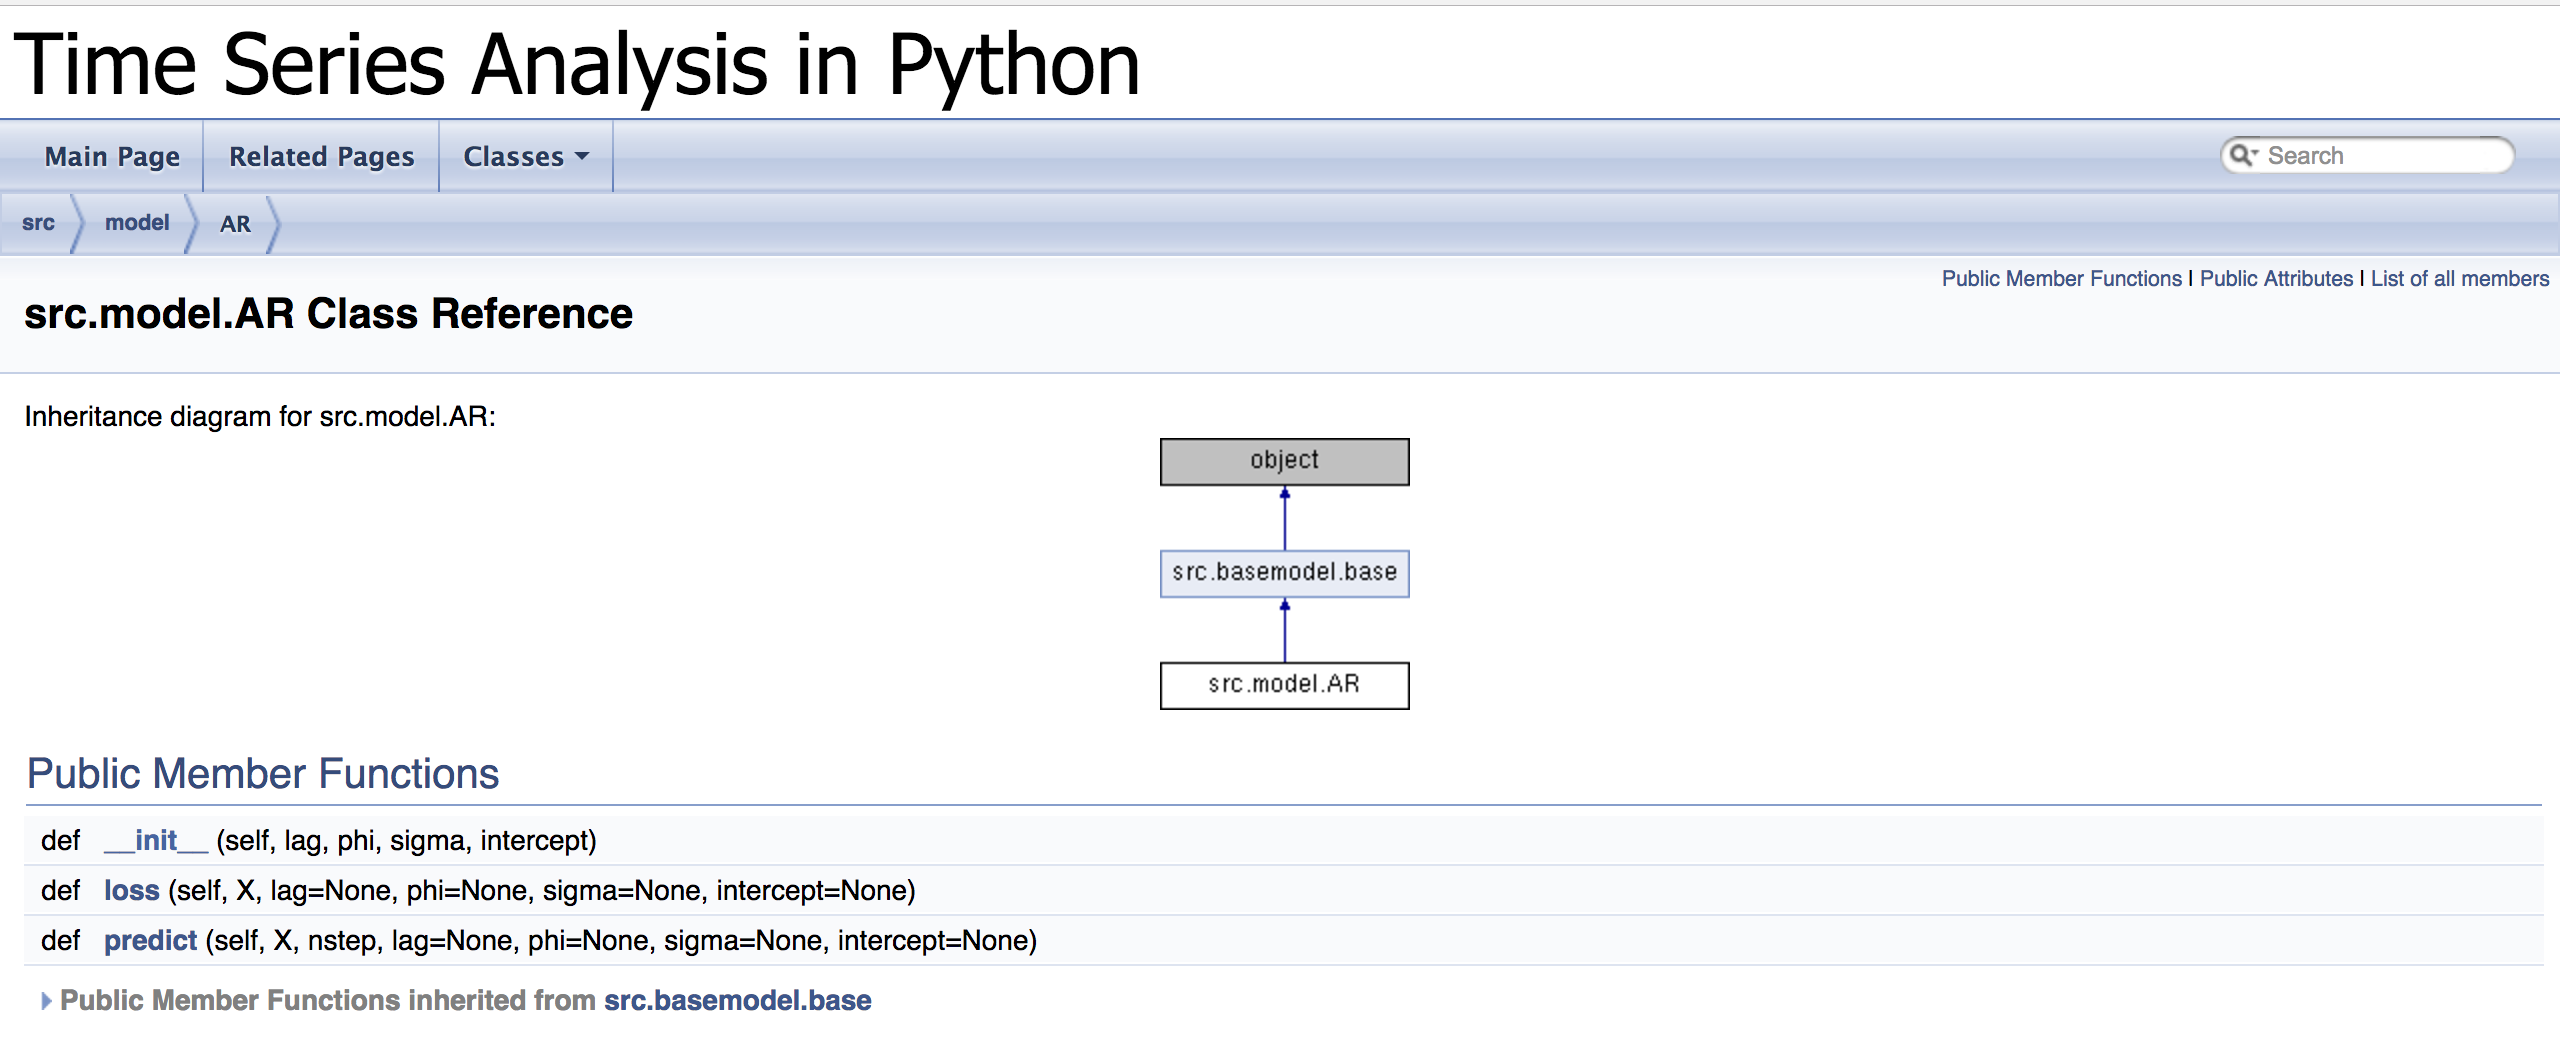 Time Series Analysis in Python
Main Page Related Pages Classes Search
src model AR
Public Member Functions | Public Attributes | List of all members
src.model.AR Class Reference
Inheritance diagram for src.model.AR:
object
src.basemodel.base
src.model.AR
Public Member Functions
def __init__ (self, lag, phi, sigma, intercept)
def loss (self, X, lag=None, phi=None, sigma=None, intercept=None)
def predict (self, X, nstep, lag=None, phi=None, sigma=None, intercept=None)
Public Member Functions inherited from src.basemodel.base